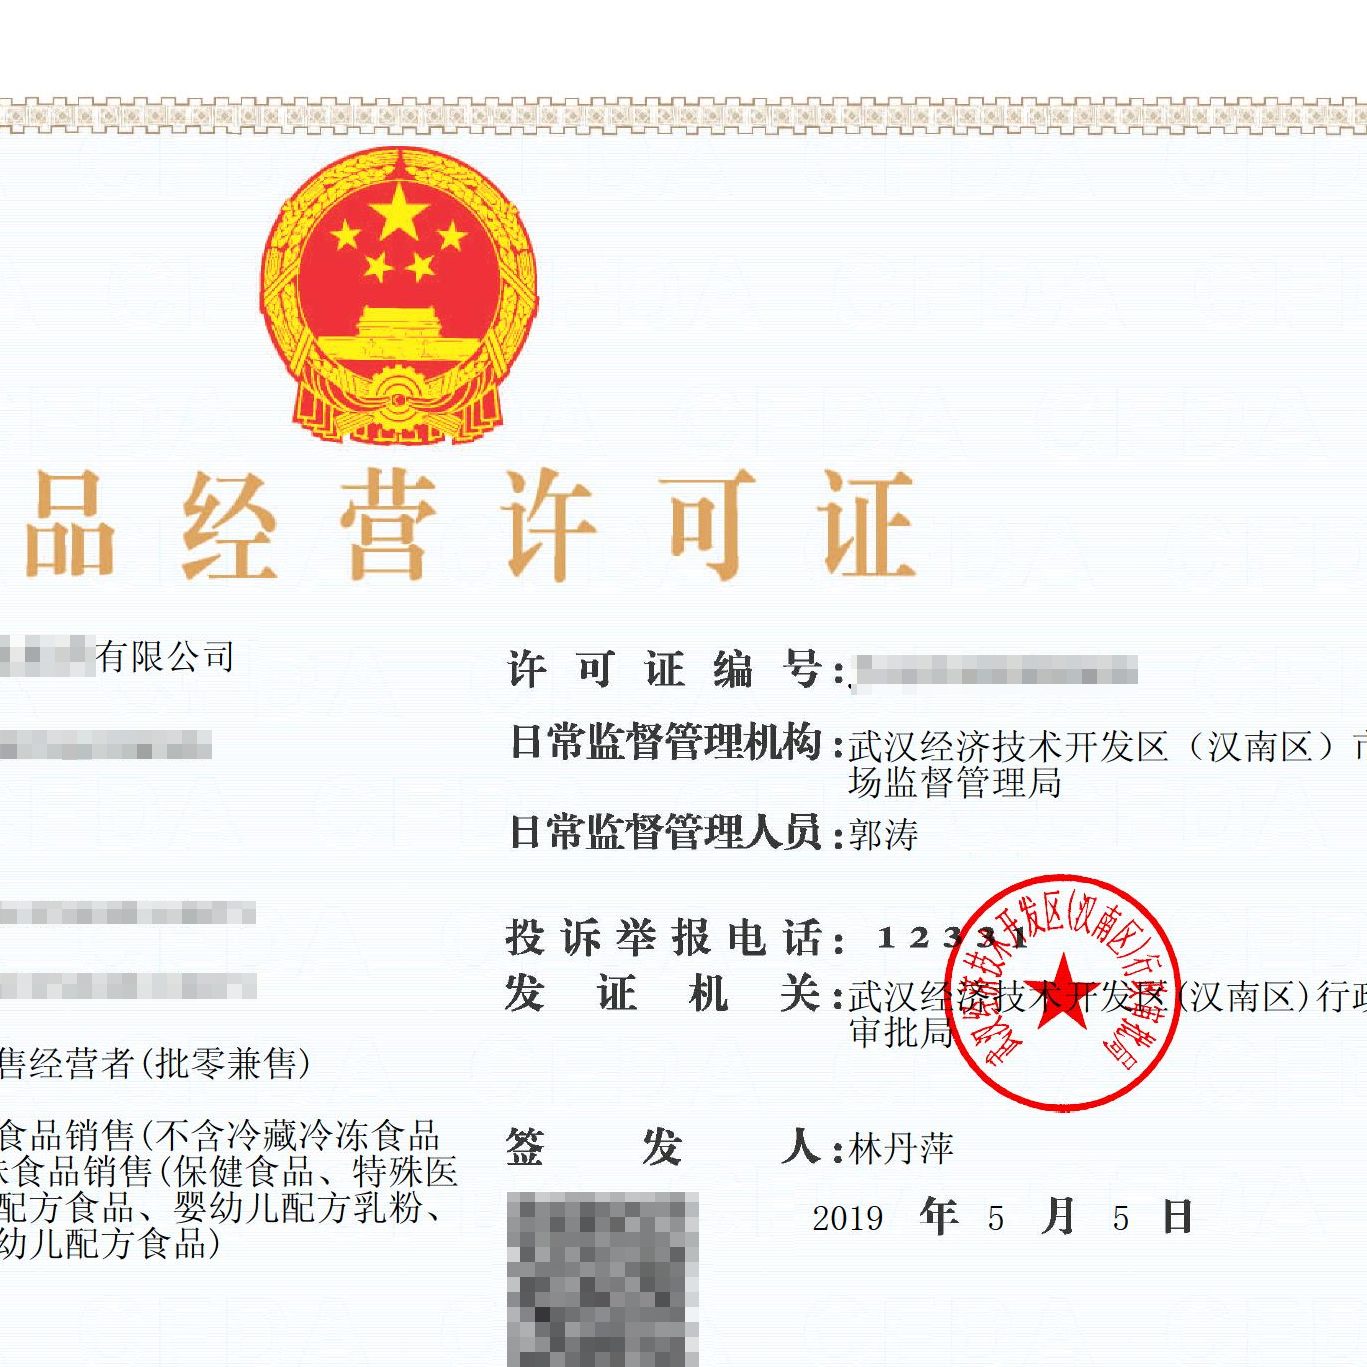 品经营许可证
有限公司
许可证编号:
日常监督管理机构:武汉经济技术开发区（汉南区）市
场监督管理局
日常监督管理人员:郭涛
投诉举报电话: 12331
发证机关:武汉经济技术开发区(汉南区)行政
审批局
武汉经济技术开发区(汉南区)行政审批局
售经营者(批零兼售)
食品销售(不含冷藏冷冻食品
食品销售(保健食品、特殊医
配方食品、婴幼儿配方乳粉、
幼儿配方食品)
签发人:林丹萍
2019 年 5 月 5 日